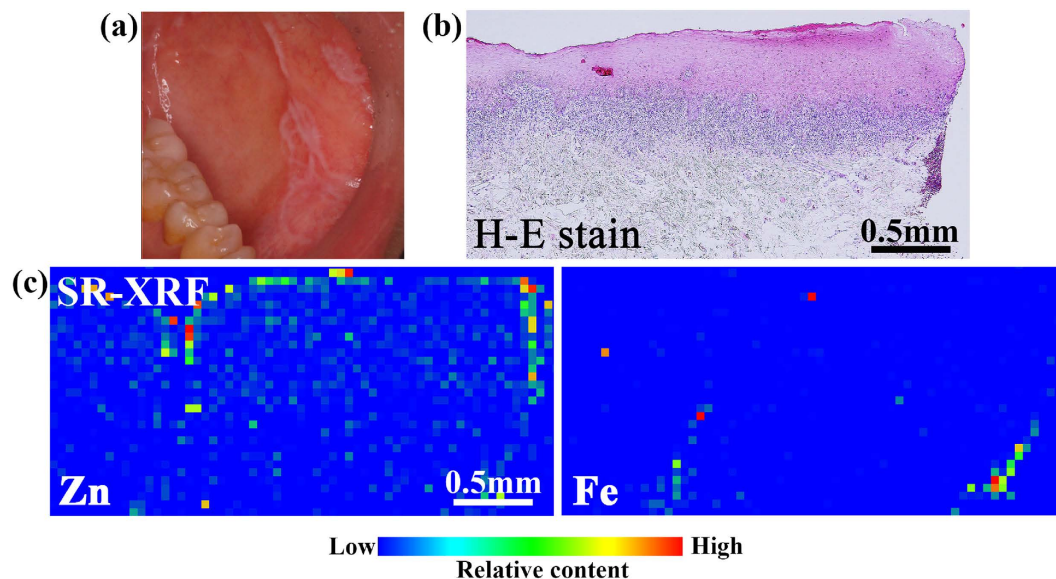 (a)
(b)
H-E stain
0.5mm
(c) SR-XRF
Zn
0.5mm
Fe
Low
High
Relative content